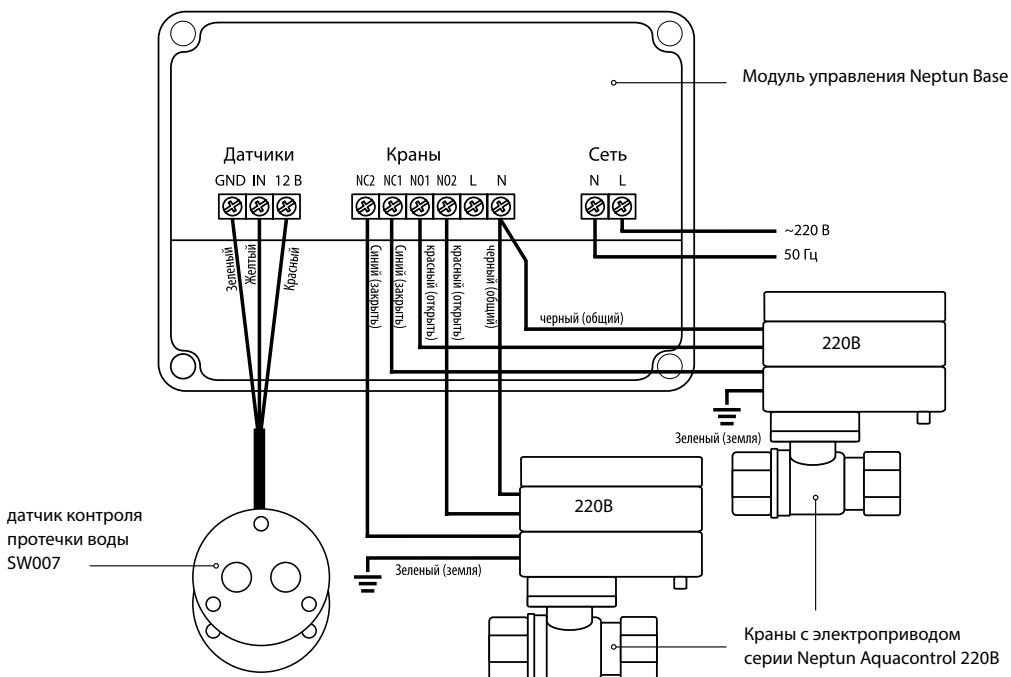 Модуль управления Neptun Base
Датчики
Краны
Сеть
GND IN 12 В
NC2 NC1 NO1 NO2 L N
N L
~220 В
50 Гц
Зеленый
Желтый
Красный
Синий (закрыть)
Синий (закрыть)
красный (открыть)
красный (открыть)
черный (общий)
черный (общий)
220В
Зеленый (земля)
220В
Зеленый (земля)
датчик контроля
протечки воды
SW007
Краны с электроприводом
серии Neptun Aquacontrol 220В